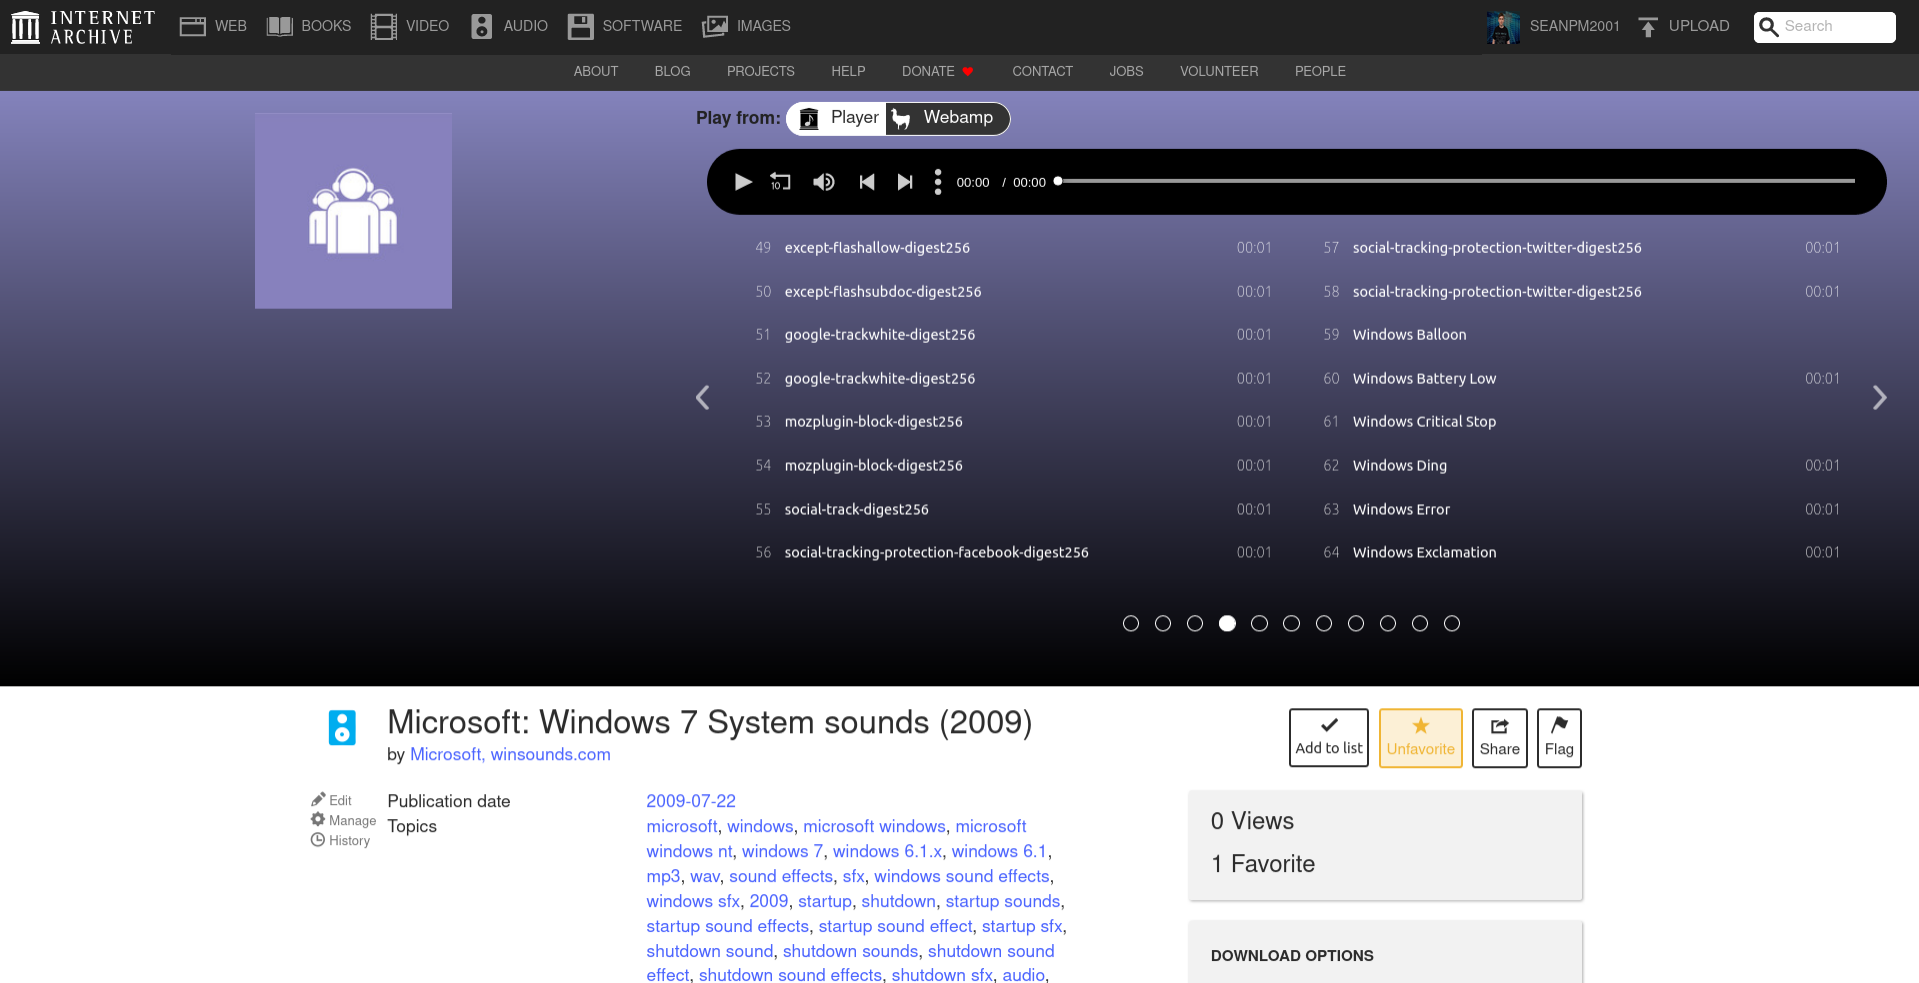 INTERNET
ARCHIVE
WEB BOOKS VIDEO AUDIO SOFTWARE IMAGES SEANPM2001 UPLOAD Search
ABOUT BLOG PROJECTS HELP DONATE CONTACT JOBS VOLUNTEER PEOPLE
Play from: Player Webamp
10 00:00 / 00:00
49 except-flashallow-digest256 00:01
50 except-flashsubdoc-digest256 00:01
51 google-trackwhite-digest256 00:01
52 google-trackwhite-digest256 00:01
53 mozplugin-block-digest256 00:01
54 mozplugin-block-digest256 00:01
55 social-track-digest256 00:01
56 social-tracking-protection-facebook-digest256 00:01
57 social-tracking-protection-twitter-digest256 00:01
58 social-tracking-protection-twitter-digest256 00:01
59 Windows Balloon
60 Windows Battery Low 00:01
61 Windows Critical Stop
62 Windows Ding 00:01
63 Windows Error 00:01
64 Windows Exclamation 00:01
Microsoft: Windows 7 System sounds (2009)
by Microsoft, winsounds.com
Add to list Unfavorite Share Flag
Edit
Manage
History
Publication date 2009-07-22
Topics microsoft, windows, microsoft windows, microsoft
windows nt, windows 7, windows 6.1.x, windows 6.1,
mp3, wav, sound effects, sfx, windows sound effects,
windows sfx, 2009, startup, shutdown, startup sounds,
startup sound effects, startup sound effect, startup sfx,
shutdown sound, shutdown sounds, shutdown sound
effect, shutdown sound effects, shutdown sfx, audio,
0 Views
1 Favorite
DOWNLOAD OPTIONS